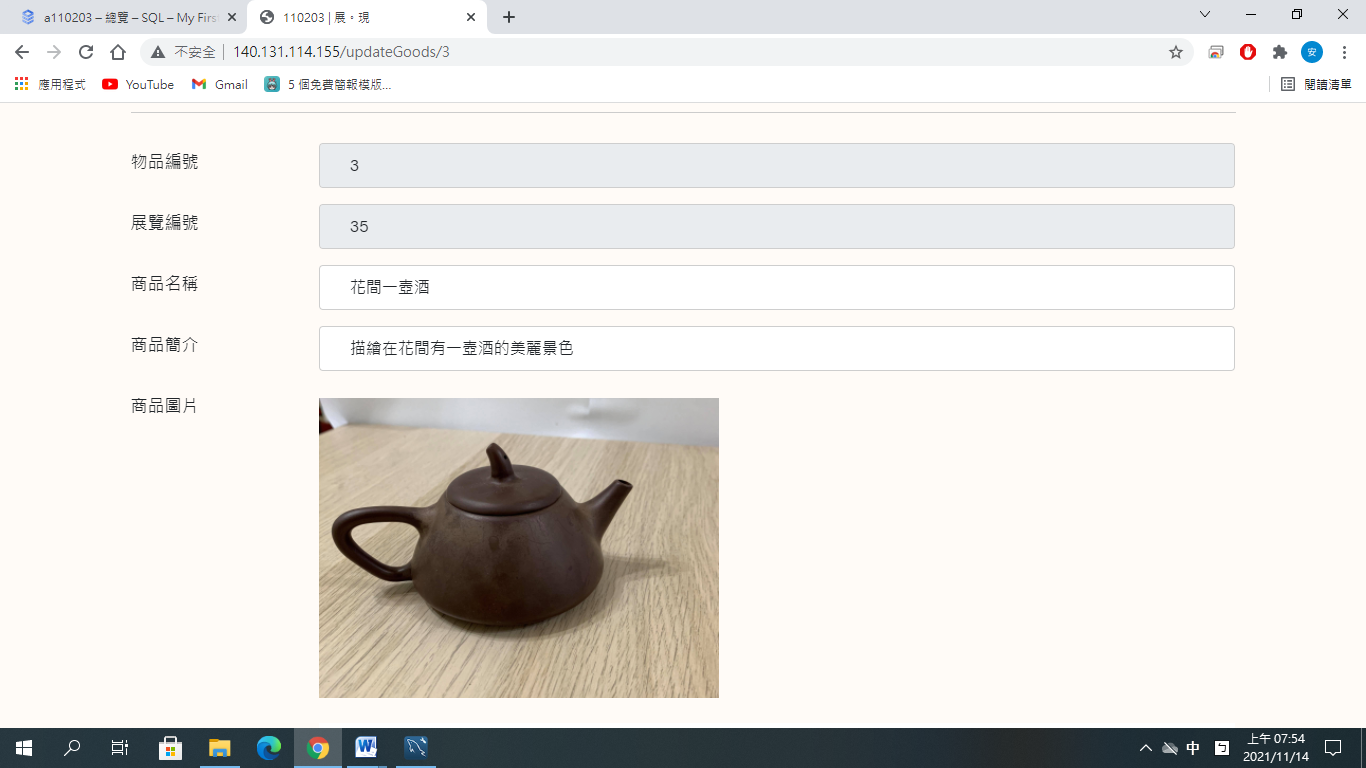 a110203 – 總覽 – SQL – My Firs
110203 | 展。現
不安全 | 140.131.114.155/updateGoods/3
安
應用程式 YouTube Gmail 5 個免費簡報模版... 閱讀清單
物品編號 3
展覽編號 35
商品名稱 花間一壺酒
商品簡介 描繪在花間有一壺酒的美麗景色
商品圖片
中 上午 07:54
2021/11/14